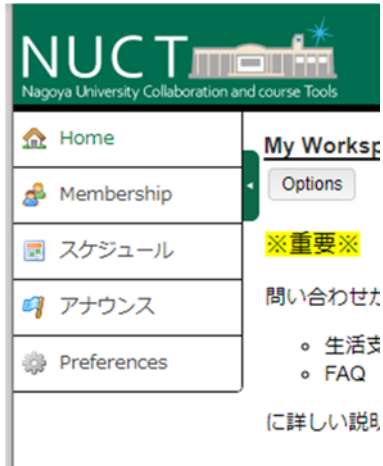 NUCT
Nagoya University Collaboration and course Tools
Home
Membership
スケジュール
アナウンス
Preferences
My Worksp
Options
※重要※
問い合わせ
生活支
FAQ
に詳しい説明